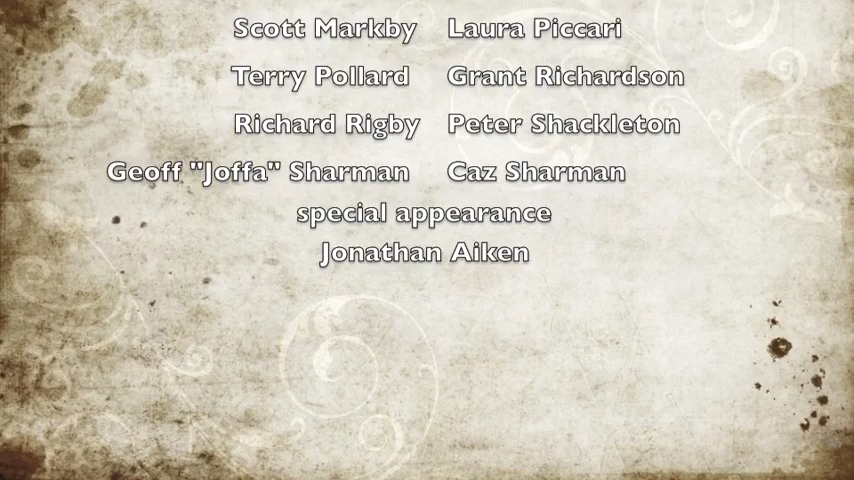 Scott Markby Laura Piccari
Terry Pollard Grant Richardson
Richard Rigby Peter Shackleton
Geoff "Joffa" Sharman Caz Sharman
special appearance
Jonathan Aiken